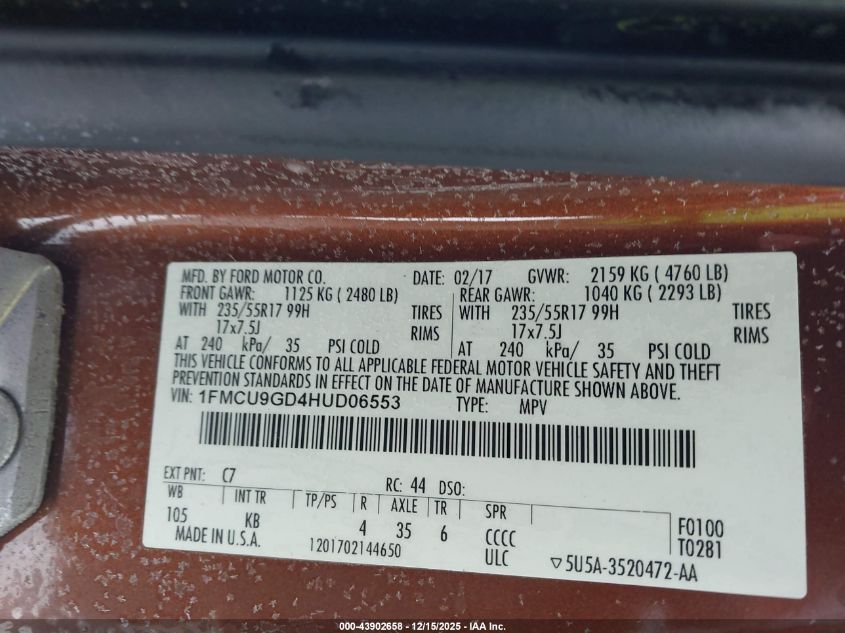 MFD. BY FORD MOTOR CO. DATE: 02/17 GVWR: 2159 KG ( 4760 LB)
FRONT GAWR: 1125 KG ( 2480 LB) REAR GAWR: 1040 KG ( 2293 LB)
WITH 235/55R17 99H TIRES WITH 235/55R17 99H TIRES
17x7.5J RIMS 17x7.5J RIMS
AT 240 kPa/ 35 PSI COLD AT 240 kPa/ 35 PSI COLD
THIS VEHICLE CONFORMS TO ALL APPLICABLE FEDERAL MOTOR VEHICLE SAFETY AND THEFT
PREVENTION STANDARDS IN EFFECT ON THE DATE OF MANUFACTURE SHOWN ABOVE.
VIN: 1FMCU9GD4HUD06553 TYPE: MPV
EXT PNT: C7 RC: 44 DSO:
WB INT TR TP/PS R AXLE TR SPR
105 KB 4 35 6 CCCC F0100
MADE IN U.S.A. 1201702144650 ULC T0281
▽5U5A-3520472-AA
000-43902658 - 12/15/2025 - IAA Inc.